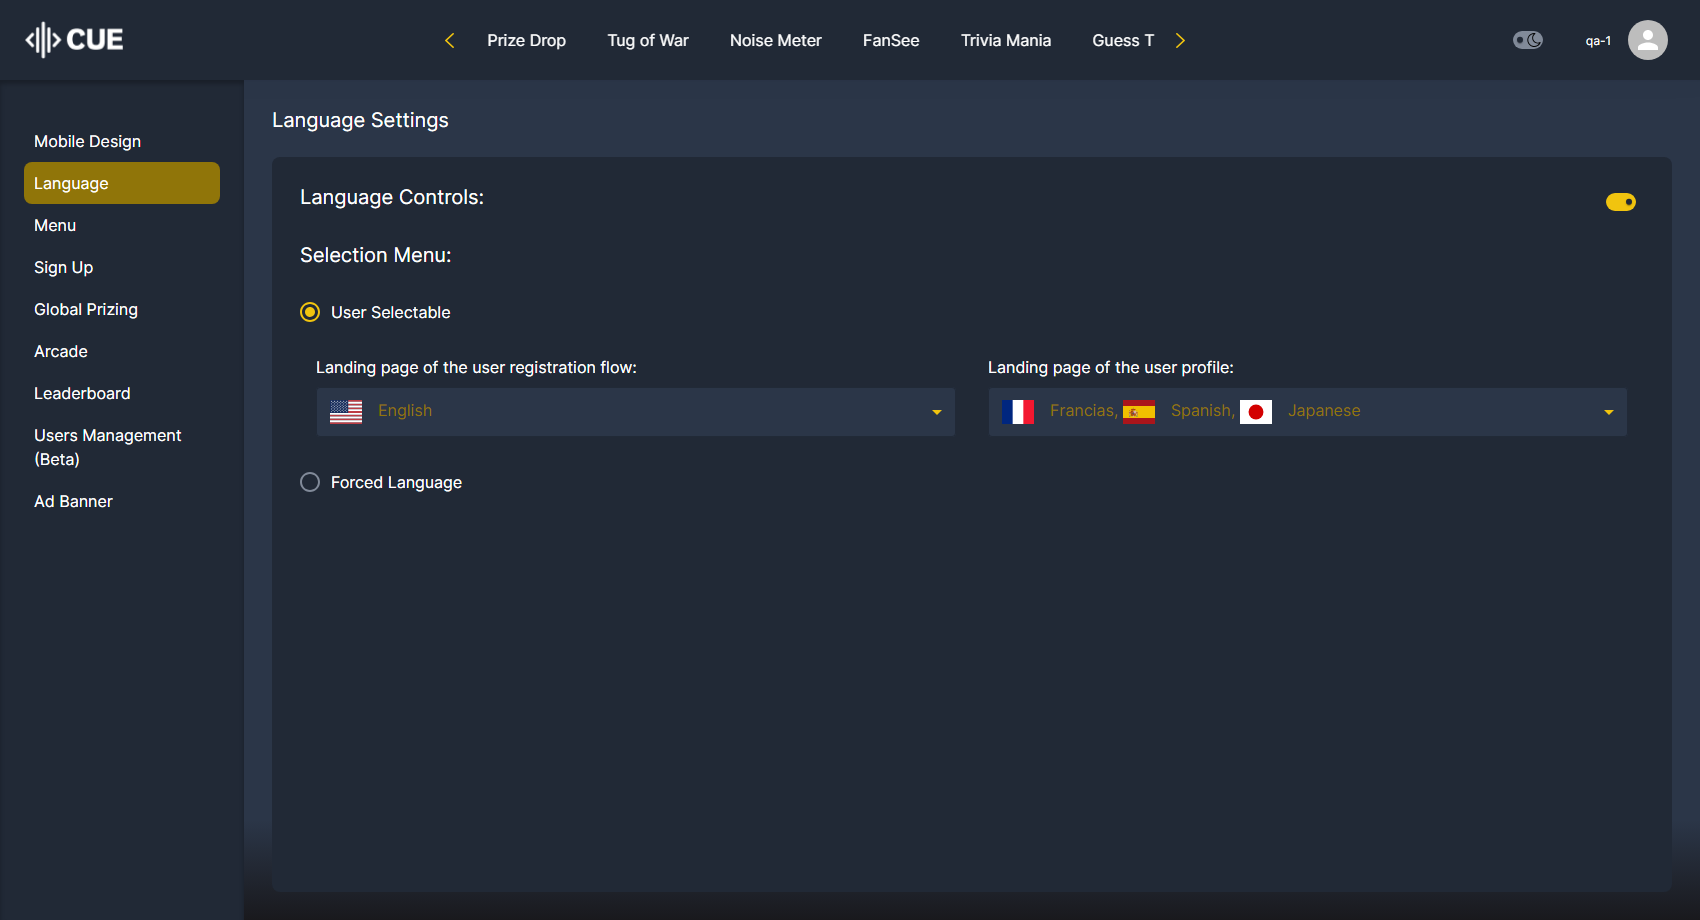 CUE
Prize Drop
Tug of War
Noise Meter
FanSee
Trivia Mania
Guess T
qa-1
Mobile Design
Language
Menu
Sign Up
Global Prizing
Arcade
Leaderboard
Users Management
(Beta)
Ad Banner
Language Settings
Language Controls:
Selection Menu:
User Selectable
Landing page of the user registration flow:
English
Landing page of the user profile:
Francias, Spanish, Japanese
Forced Language